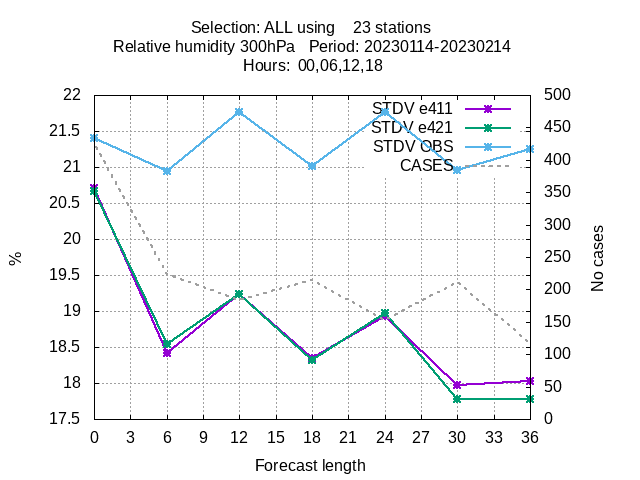 Selection: ALL using 23 stations
Relative humidity 300hPa Period: 20230114-20230214
Hours: 00,06,12,18
22
21.5
21
20.5
20
19.5
19
18.5
18
17.5
%
500
450
400
350
300
250
200
150
100
50
0
No cases
STDV e411
STDV e421
STDV OBS
CASES
0 3 6 9 12 15 18 21 24 27 30 33 36
Forecast length